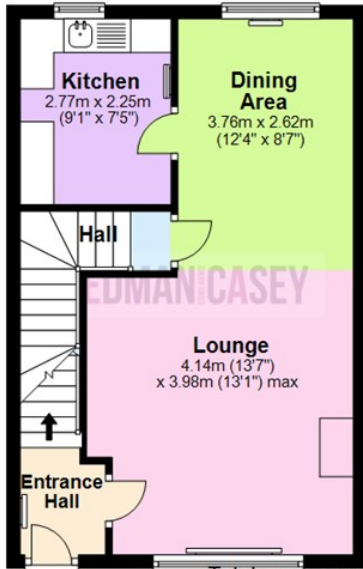 Kitchen
2.77m x 2.25m
(9'1" x 7'5")
Dining
Area
3.76m x 2.62m
(12'4" x 8'7")
Hall
EDMAN CASEY
Lounge
4.14m (13'7")
x 3.98m (13'1") max
Entrance
Hall